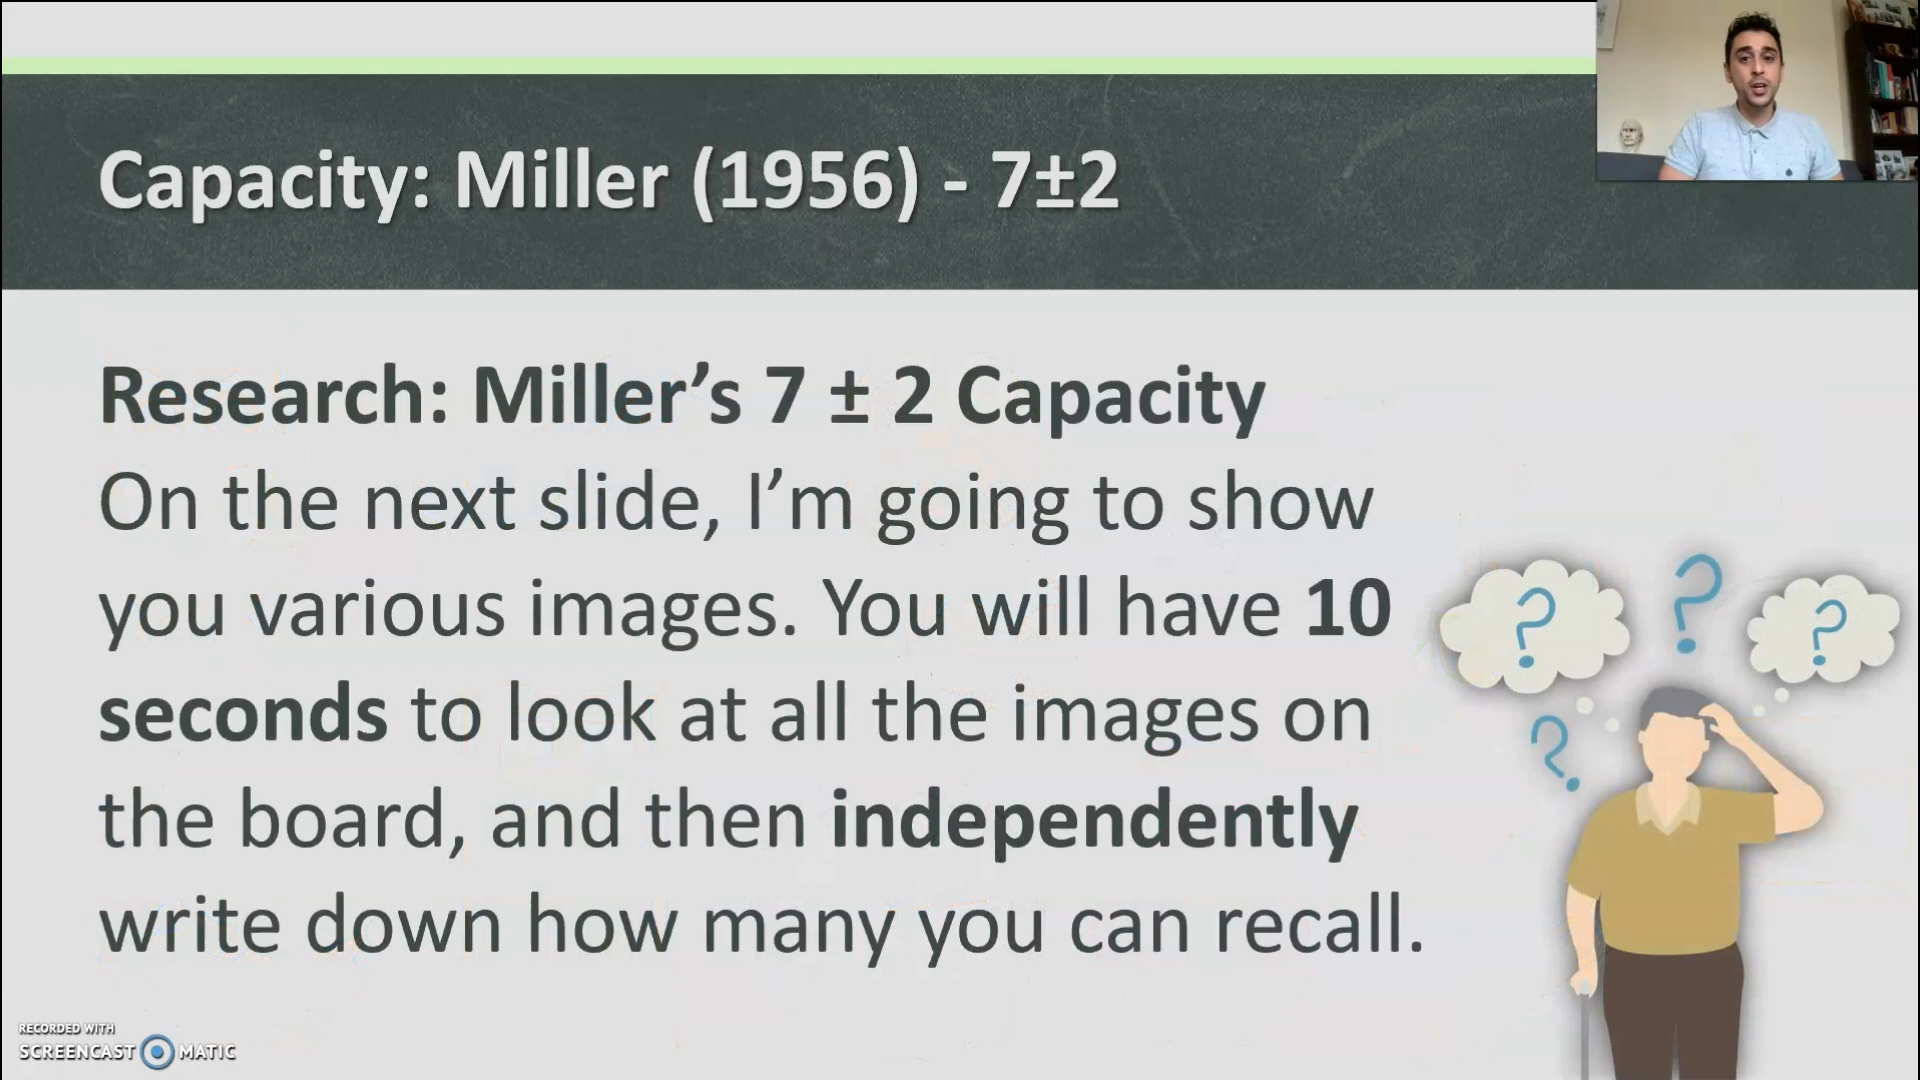 Capacity: Miller (1956) - 7±2
Research: Miller’s 7 ± 2 Capacity
On the next slide, I’m going to show
you various images. You will have 10
seconds to look at all the images on
the board, and then independently
write down how many you can recall.
?
?
?
?
RECORDED WITH
SCREENCAST MATIC